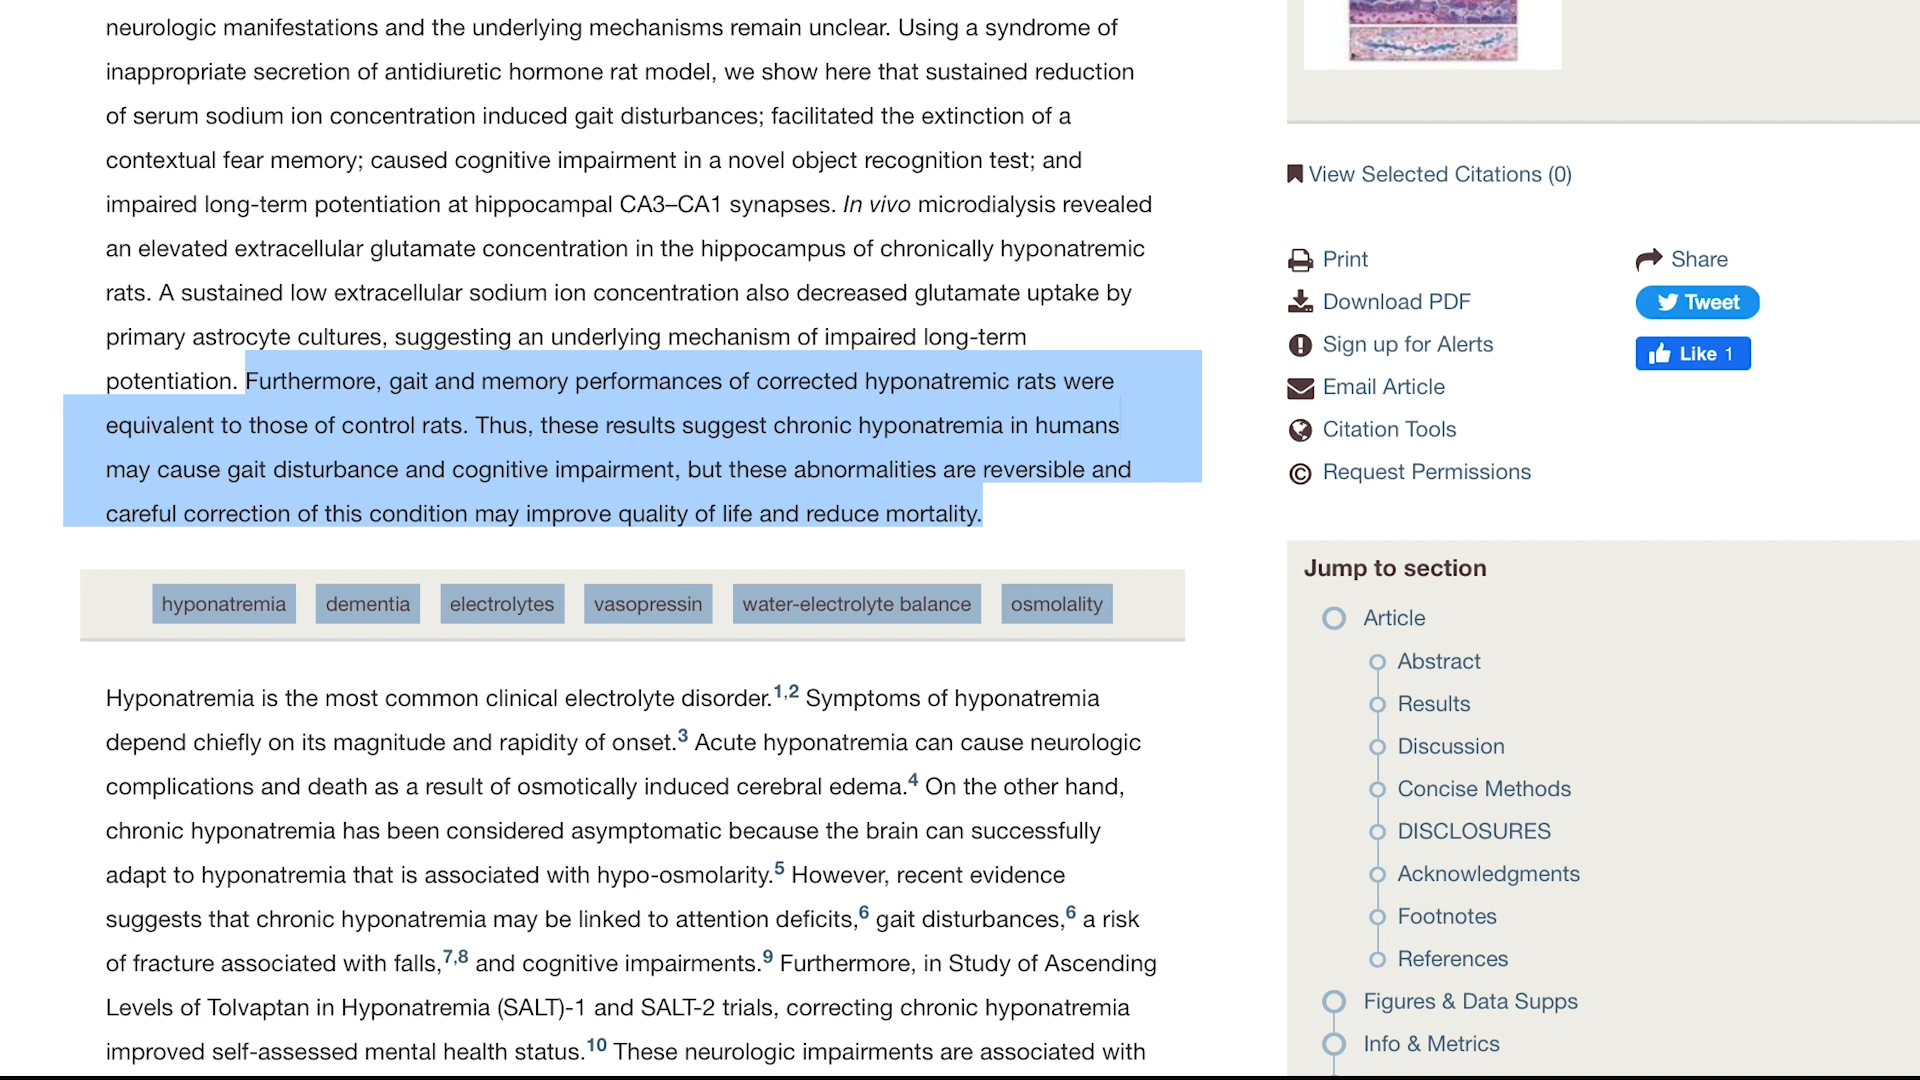 neurologic manifestations and the underlying mechanisms remain unclear. Using a syndrome of
inappropriate secretion of antidiuretic hormone rat model, we show here that sustained reduction
of serum sodium ion concentration induced gait disturbances; facilitated the extinction of a
contextual fear memory; caused cognitive impairment in a novel object recognition test; and
impaired long-term potentiation at hippocampal CA3–CA1 synapses. In vivo microdialysis revealed
an elevated extracellular glutamate concentration in the hippocampus of chronically hyponatremic
rats. A sustained low extracellular sodium ion concentration also decreased glutamate uptake by
primary astrocyte cultures, suggesting an underlying mechanism of impaired long-term
potentiation. Furthermore, gait and memory performances of corrected hyponatremic rats were
equivalent to those of control rats. Thus, these results suggest chronic hyponatremia in humans
may cause gait disturbance and cognitive impairment, but these abnormalities are reversible and
careful correction of this condition may improve quality of life and reduce mortality.
hyponatremia dementia electrolytes vasopressin water-electrolyte balance osmolality
Hyponatremia is the most common clinical electrolyte disorder.1,2 Symptoms of hyponatremia
depend chiefly on its magnitude and rapidity of onset.3 Acute hyponatremia can cause neurologic
complications and death as a result of osmotically induced cerebral edema.4 On the other hand,
chronic hyponatremia has been considered asymptomatic because the brain can successfully
adapt to hyponatremia that is associated with hypo-osmolarity.5 However, recent evidence
suggests that chronic hyponatremia may be linked to attention deficits,6 gait disturbances,6 a risk
of fracture associated with falls,7,8 and cognitive impairments.9 Furthermore, in Study of Ascending
Levels of Tolvaptan in Hyponatremia (SALT)-1 and SALT-2 trials, correcting chronic hyponatremia
improved self-assessed mental health status.10 These neurologic impairments are associated with
View Selected Citations (0)
Print
Download PDF
Sign up for Alerts
Email Article
Citation Tools
Request Permissions
Share
Tweet
Like 1
Jump to section
Article
Abstract
Results
Discussion
Concise Methods
DISCLOSURES
Acknowledgments
Footnotes
References
Figures & Data Supps
Info & Metrics